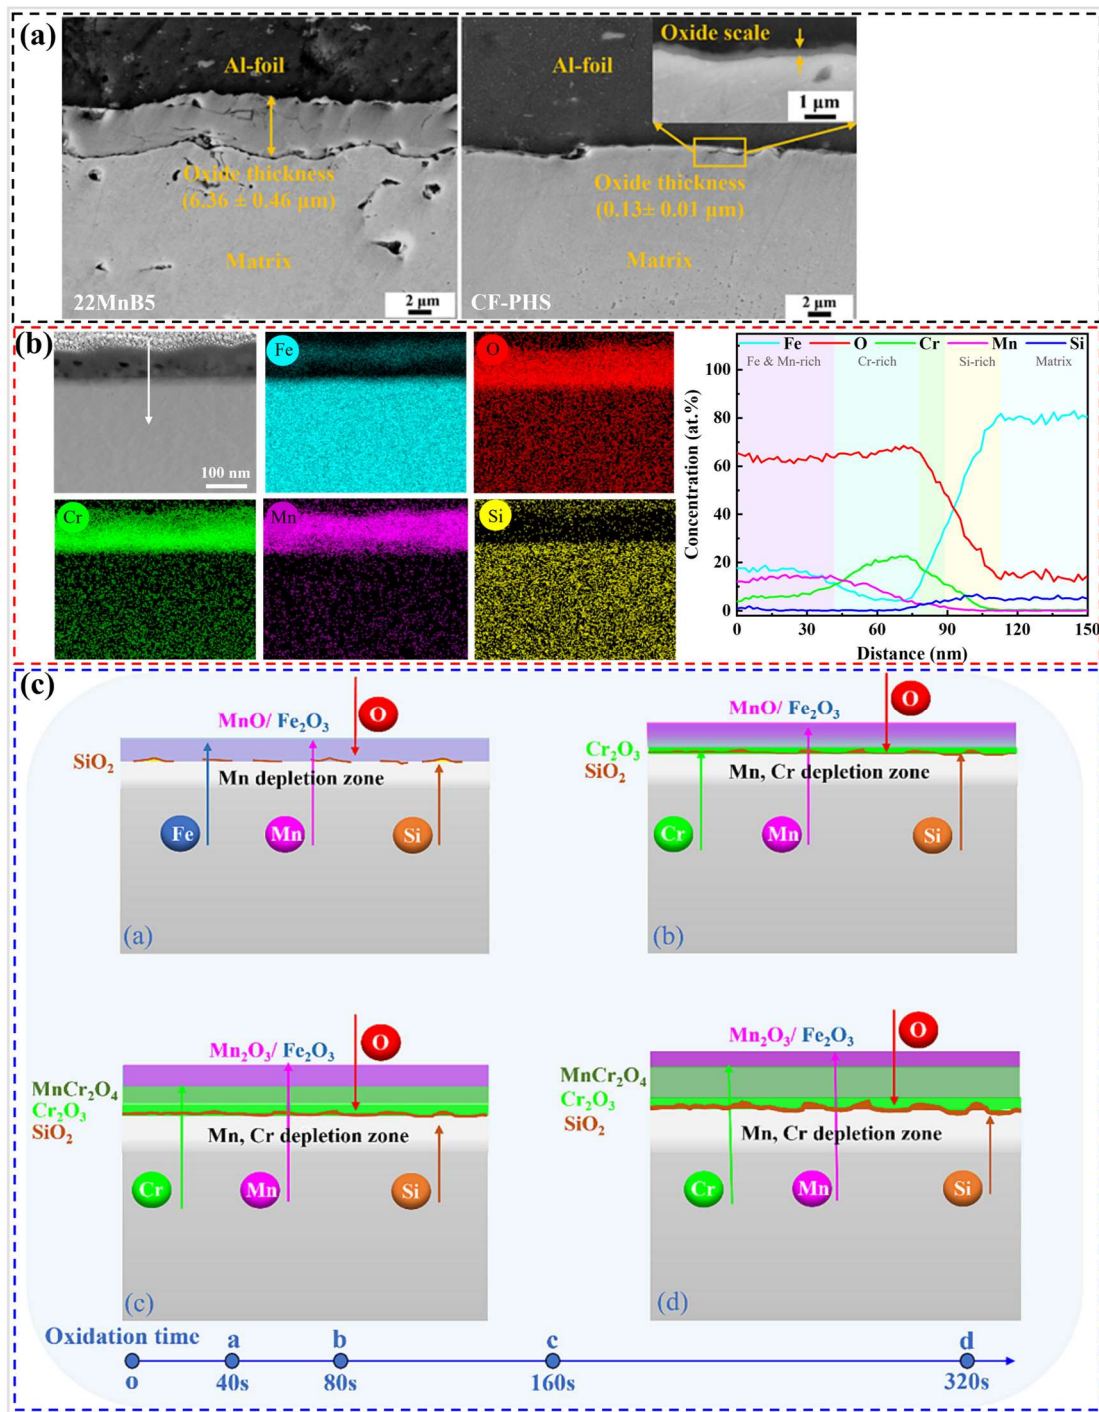 (a)
Al-foil
Oxide thickness
(6.36 ± 0.46 μm)
Matrix
22MnB5
2 μm
Al-foil
Oxide scale
1 μm
Oxide thickness
(0.13± 0.01 μm)
Matrix
CF-PHS
2 μm
(b)
100 nm
Fe
O
Cr
Mn
Si
Fe O Cr Mn Si
Fe & Mn-rich Cr-rich Si-rich Matrix
Concentration (at.%)
100
80
60
40
20
0
0 30 60 90 120 150
Distance (nm)
(c)
O
MnO/ Fe₂O₃
SiO₂
Mn depletion zone
Fe Mn Si
(a)
O
MnO/ Fe₂O₃
Cr₂O₃
SiO₂
Mn, Cr depletion zone
Cr Mn Si
(b)
O
Mn₂O₃/ Fe₂O₃
MnCr₂O₄
Cr₂O₃
SiO₂
Mn, Cr depletion zone
Cr Mn Si
(c)
O
Mn₂O₃/ Fe₂O₃
MnCr₂O₄
Cr₂O₃
SiO₂
Mn, Cr depletion zone
Cr Mn Si
(d)
Oxidation time
a b c d
o 40s 80s 160s 320s